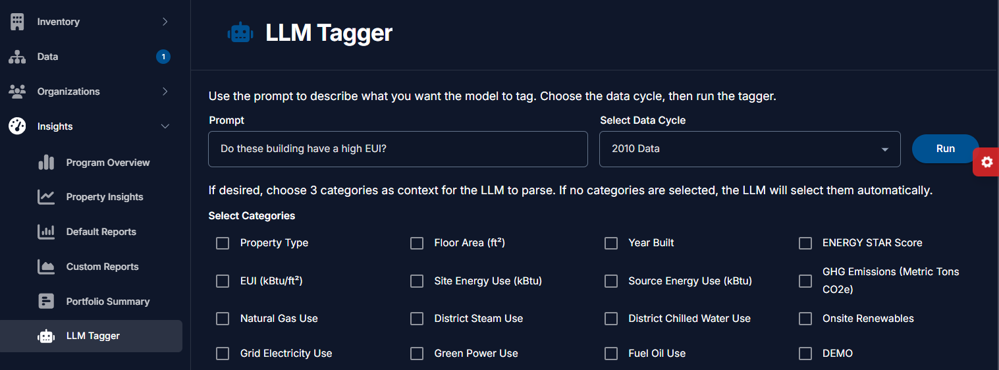 Inventory
Data
1
Organizations
Insights
Program Overview
Property Insights
Default Reports
Custom Reports
Portfolio Summary
LLM Tagger
LLM Tagger
Use the prompt to describe what you want the model to tag. Choose the data cycle, then run the tagger.
Prompt
Do these building have a high EUI?
Select Data Cycle
2010 Data
Run
If desired, choose 3 categories as context for the LLM to parse. If no categories are selected, the LLM will select them automatically.
Select Categories
Property Type
Floor Area (ft²)
Year Built
ENERGY STAR Score
EUI (kBtu/ft²)
Site Energy Use (kBtu)
Source Energy Use (kBtu)
GHG Emissions (Metric Tons
CO2e)
Natural Gas Use
District Steam Use
District Chilled Water Use
Onsite Renewables
Grid Electricity Use
Green Power Use
Fuel Oil Use
DEMO